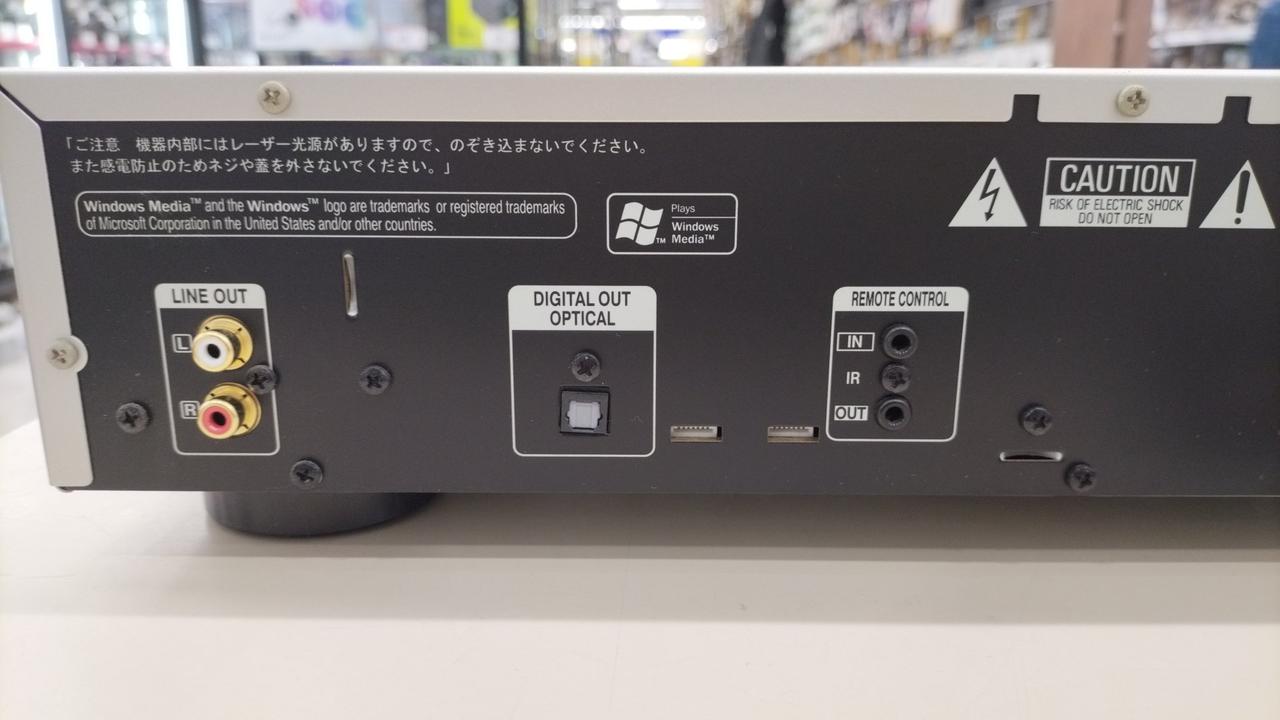 「ご注意　機器内部にはレーザー光源がありますので、のぞき込まないでください。
また感電防止のためネジや蓋を外さないでください。」
Windows Media™ and the Windows™ logo are trademarks or registered trademarks
of Microsoft Corporation in the United States and/or other countries.
Plays
Windows
Media™
TM
CAUTION
RISK OF ELECTRIC SHOCK
DO NOT OPEN
LINE OUT
L
R
DIGITAL OUT
OPTICAL
REMOTE CONTROL
IN
IR
OUT